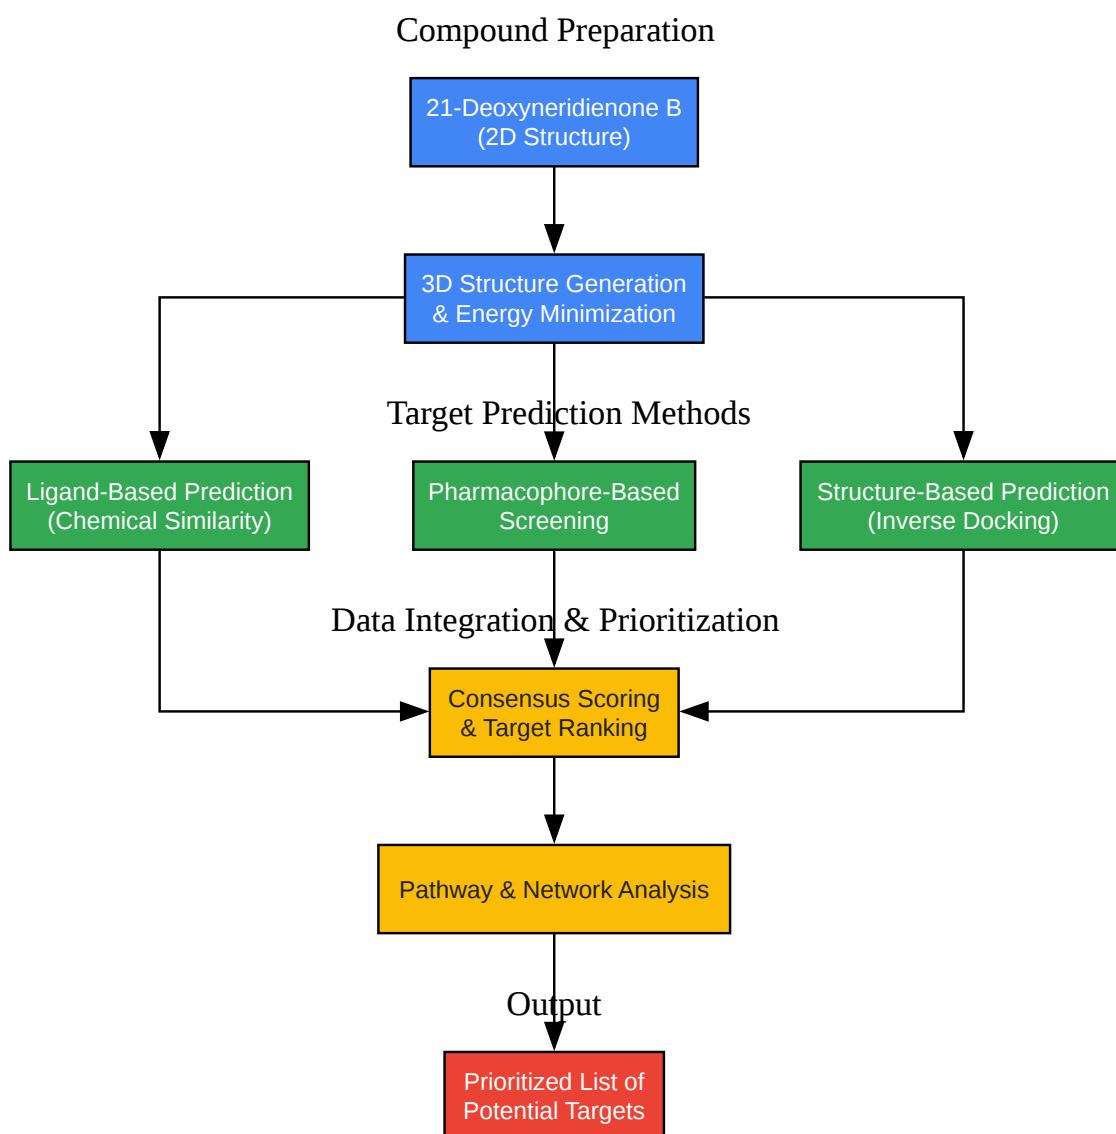 Compound Preparation
21-Deoxyneridienone B
(2D Structure)
3D Structure Generation
& Energy Minimization
Target Prediction Methods
Ligand-Based Prediction
(Chemical Similarity)
Pharmacophore-Based
Screening
Structure-Based Prediction
(Inverse Docking)
Data Integration & Prioritization
Consensus Scoring
& Target Ranking
Pathway & Network Analysis
Output
Prioritized List of
Potential Targets